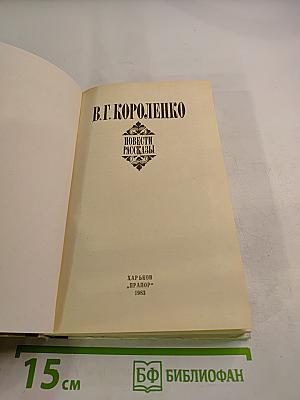 В.Г.КОРОЛЕНКО
ПОВЕСТИ
РАССКАЗЫ
ХАРЬКОВ
„ПРАПОР“
1983
15 см
БФ БИБЛИОФАН